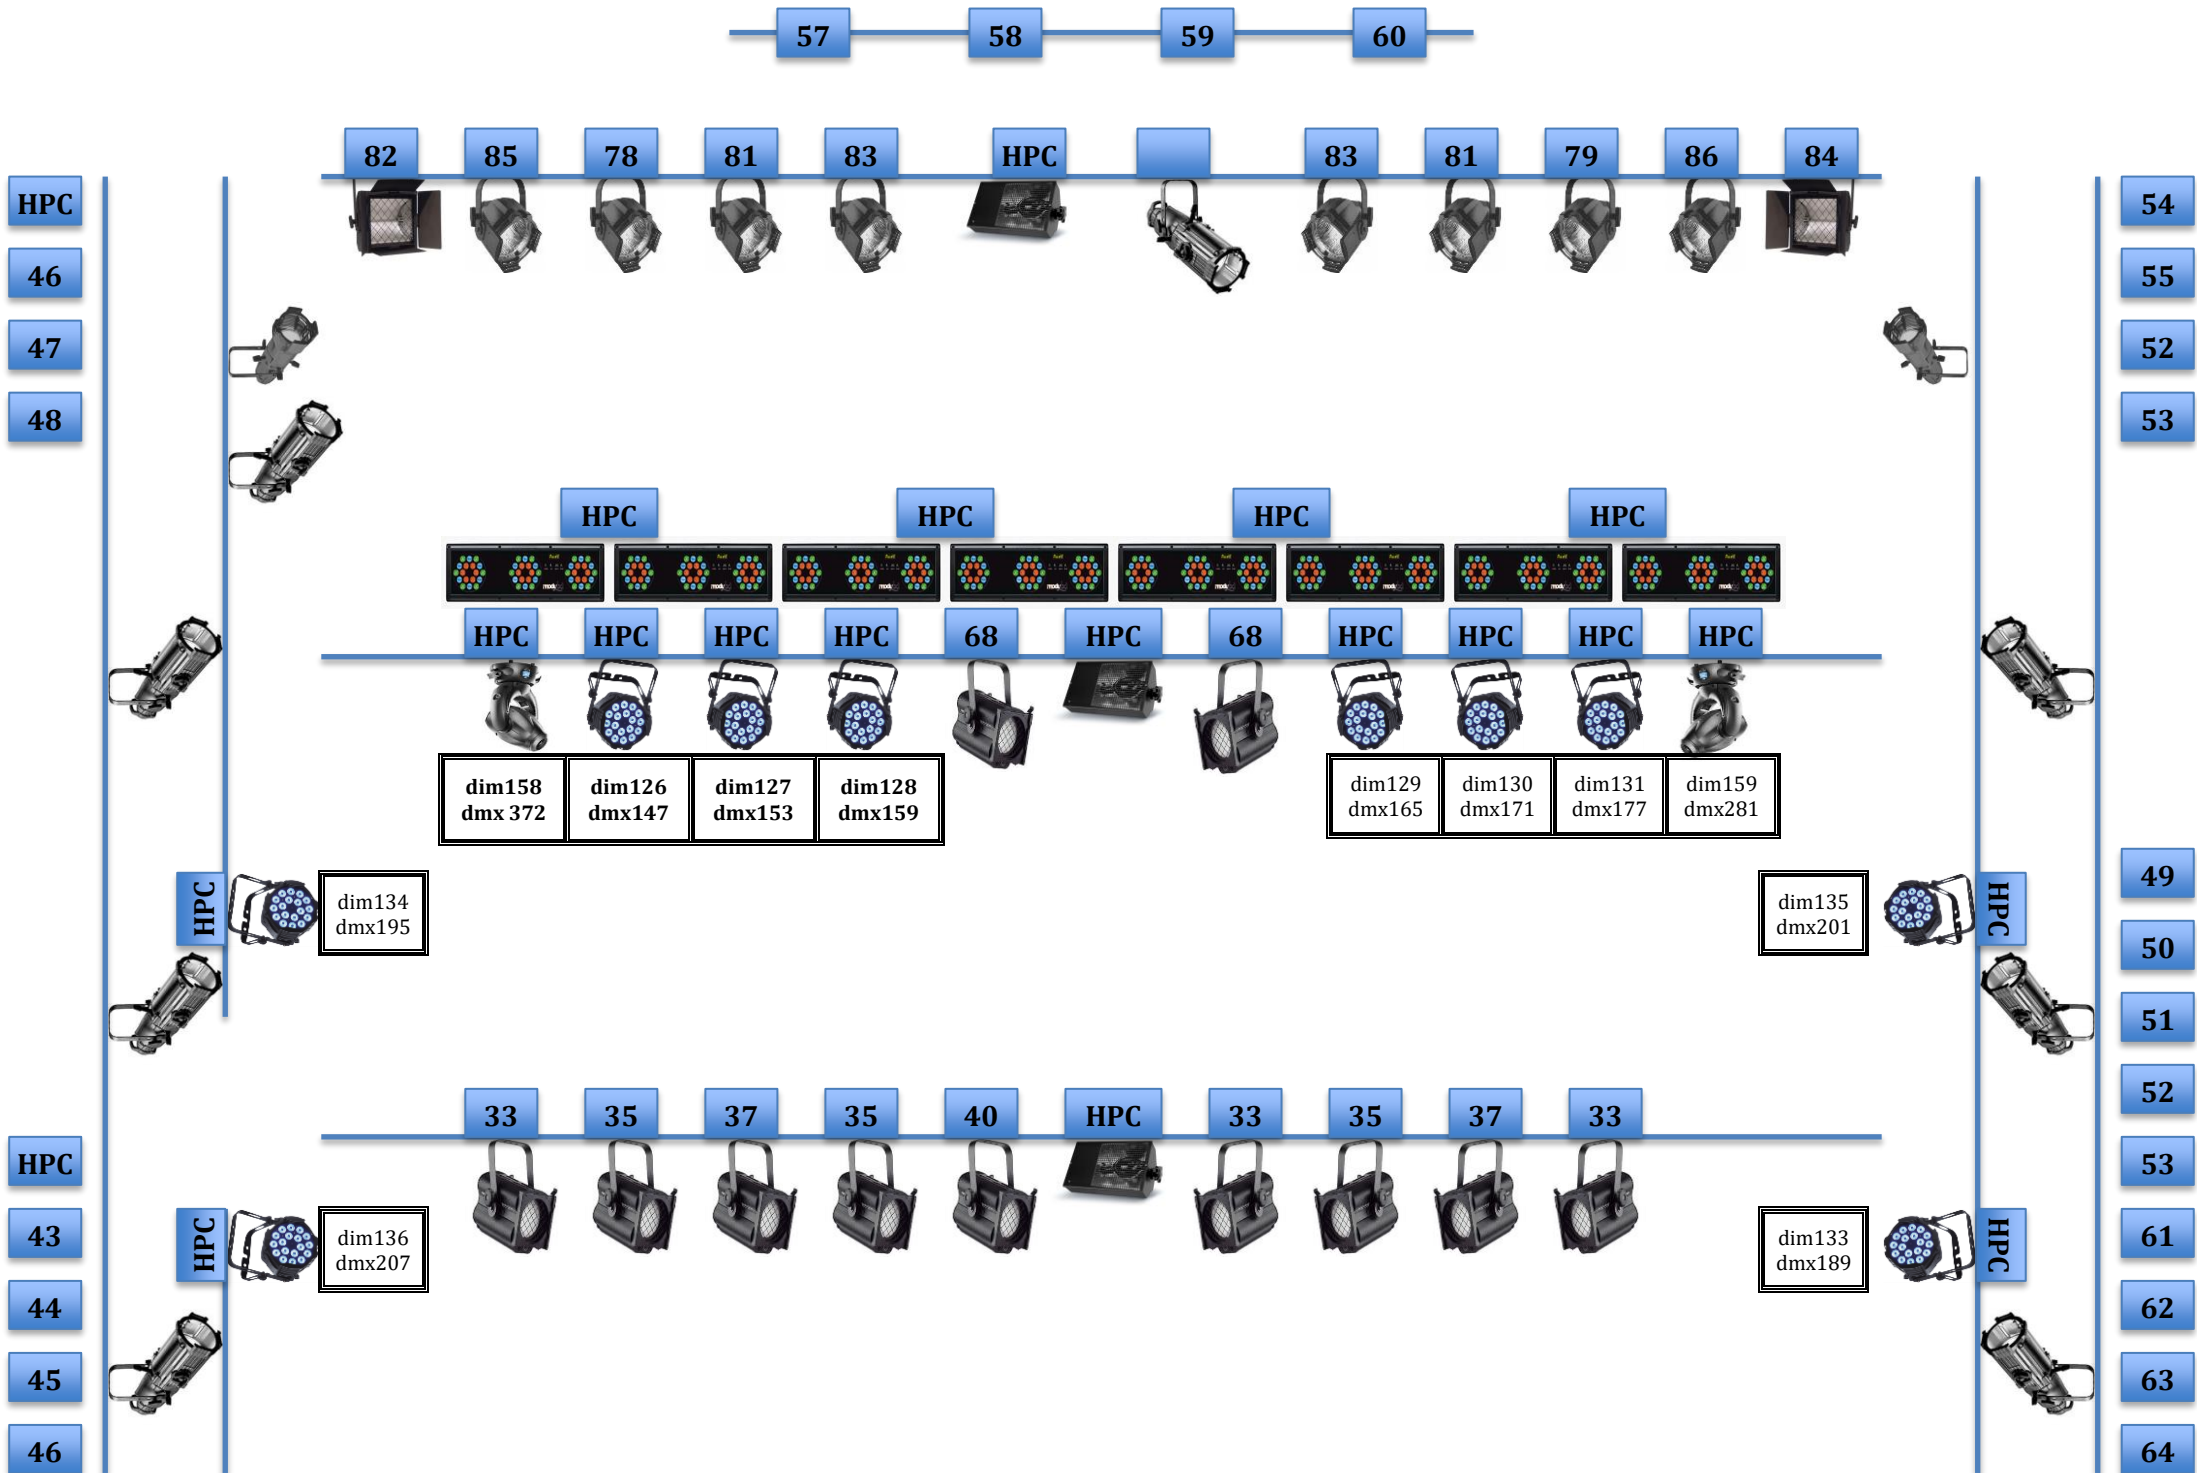 57 58 59 60
82 85 78 81 83 HPC 83 81 79 86 84
HPC
46
47
48
54
55
52
53
HPC HPC HPC HPC
HPC HPC HPC HPC 68 HPC 68 HPC HPC HPC HPC
dim158 dim126 dim127 dim128
dmx 372 dmx147 dmx153 dmx159
dim129 dim130 dim131 dim159
dmx165 dmx171 dmx177 dmx281
HPC
dim134
dmx195
dim135
dmx201
HPC
49
50
51
52
53
61
62
63
64
33 35 37 35 40 HPC 33 35 37 33
HPC
43
44
45
46
HPC
dim136
dmx207
dim133
dmx189
HPC